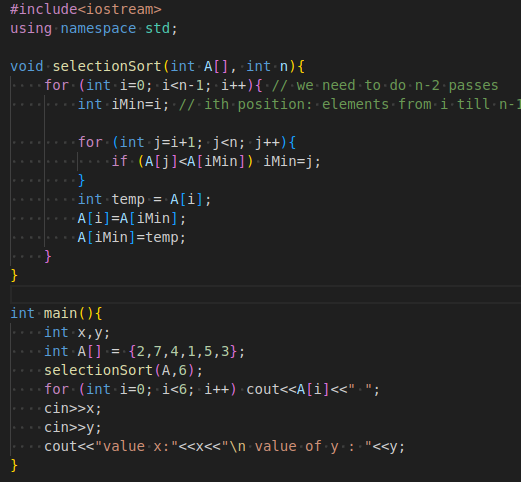 #include<iostream>
using namespace std;
void selectionSort(int A[], int n){
for (int i=0; i<n-1; i++){ // we need to do n-2 passes
int iMin=i; // ith position: elements from i till n-1
for (int j=i+1; j<n; j++){
if (A[j]<A[iMin]) iMin=j;
}
int temp = A[i];
A[i]=A[iMin];
A[iMin]=temp;
}
}
int main(){
int x,y;
int A[] = {2,7,4,1,5,3};
selectionSort(A,6);
for (int i=0; i<6; i++) cout<<A[i]<<" ";
cin>>x;
cin>>y;
cout<<"value x:"<<x<<"\n value of y : "<<y;
}